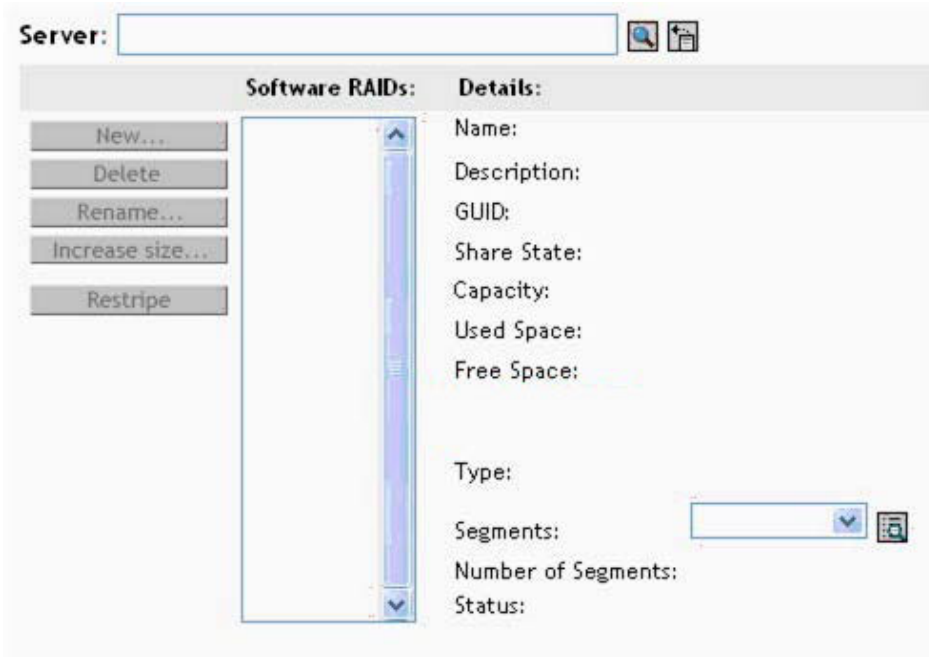 Server:
Software RAIDs: Details:
New...
Delete
Rename...
Increase size...
Restripe
Name:
Description:
GUID:
Share State:
Capacity:
Used Space:
Free Space:
Type:
Segments:
Number of Segments:
Status: